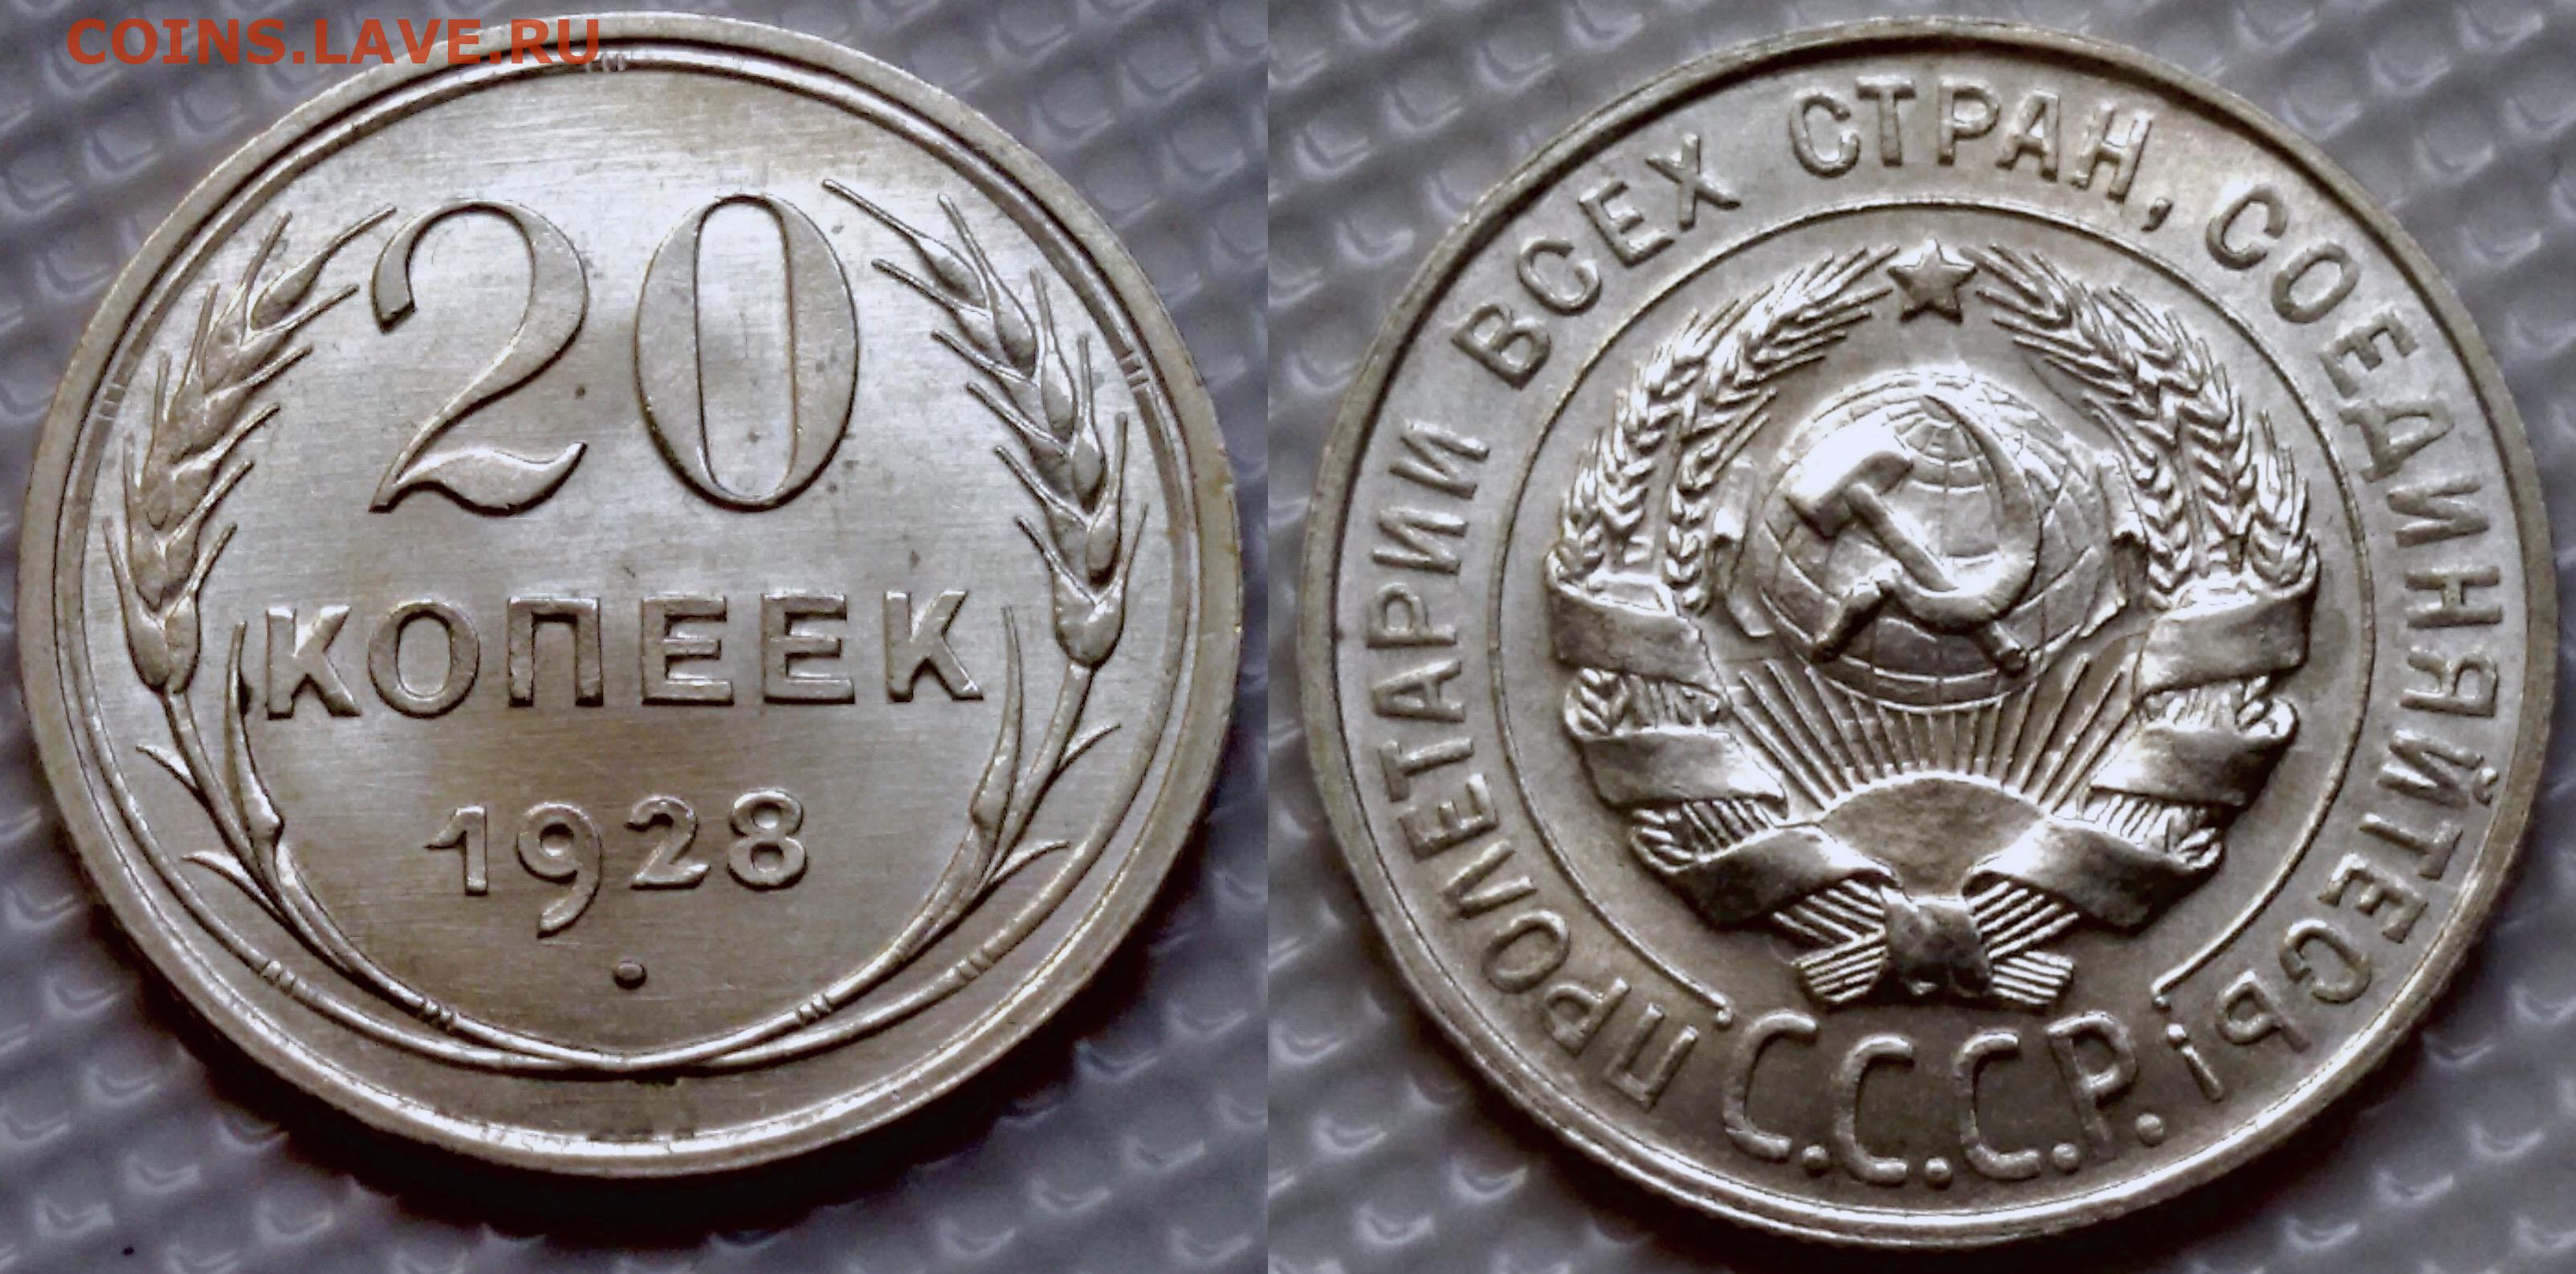 COINS.LAVE.RU
20
КОПЕЕК
1928
ПРОЛЕТАРИИ ВСЕХ СТРАН, СОЕДИНЯЙТЕСЬ!
С.С.С.Р.